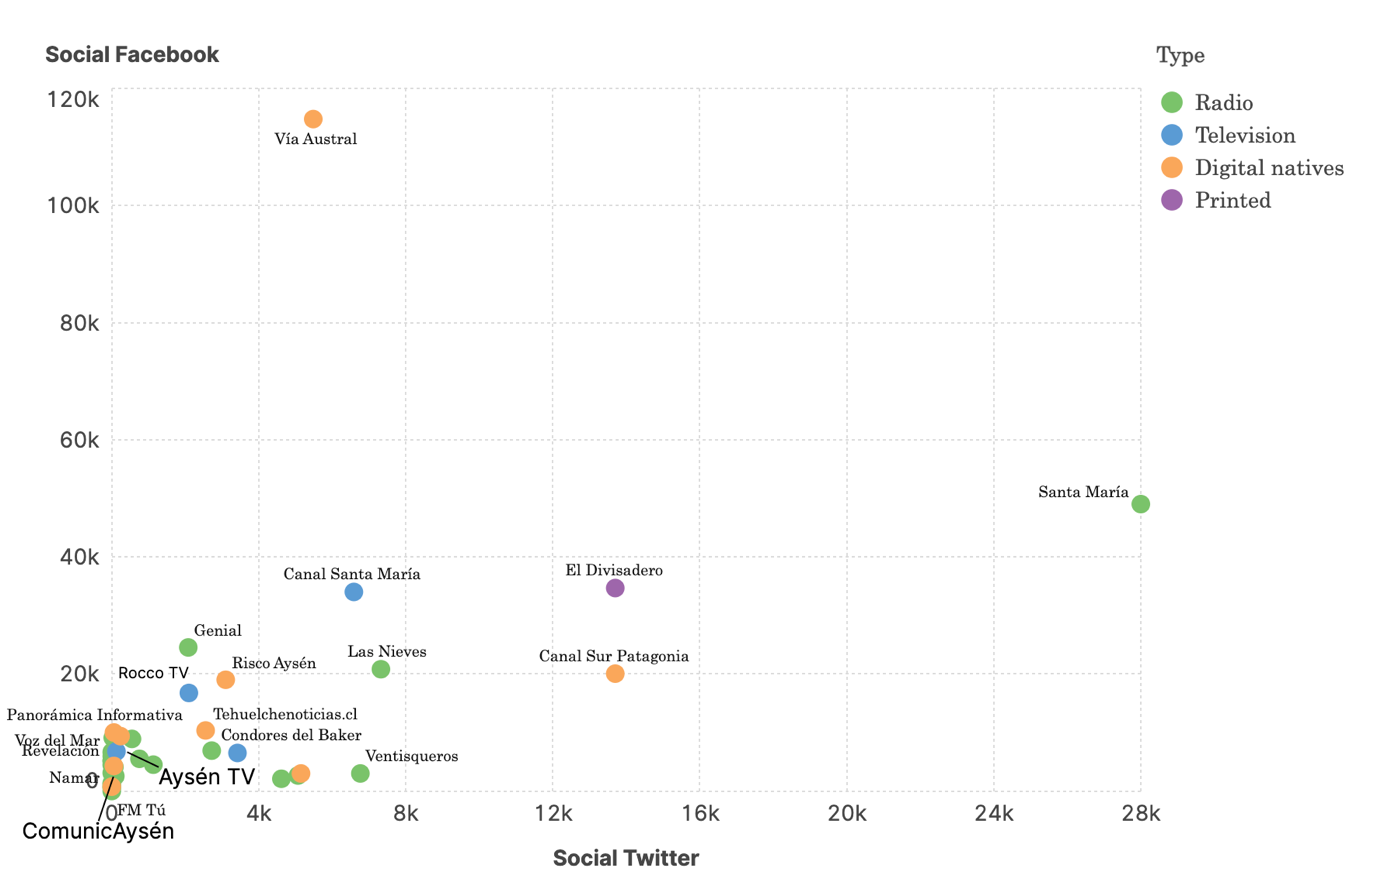 Social Facebook
Type
120k
Radio
Vía Austral
Television
Digital natives
100k
Printed
80k
60k
Santa María
40k
Canal Santa María
El Divisadero
Genial
Las Nieves
Canal Sur Patagonia
Risco Aysén
Rocco TV
20k
Panorámica Informativa
Tehuelchenoticias.cl
Condores del Baker
Voz del Mar
Revelación
Ventisqueros
Aysén TV
Namar
0
FM Tú
0
4k
8k
12k
16k
20k
24k
28k
ComunicAysén
Social Twitter